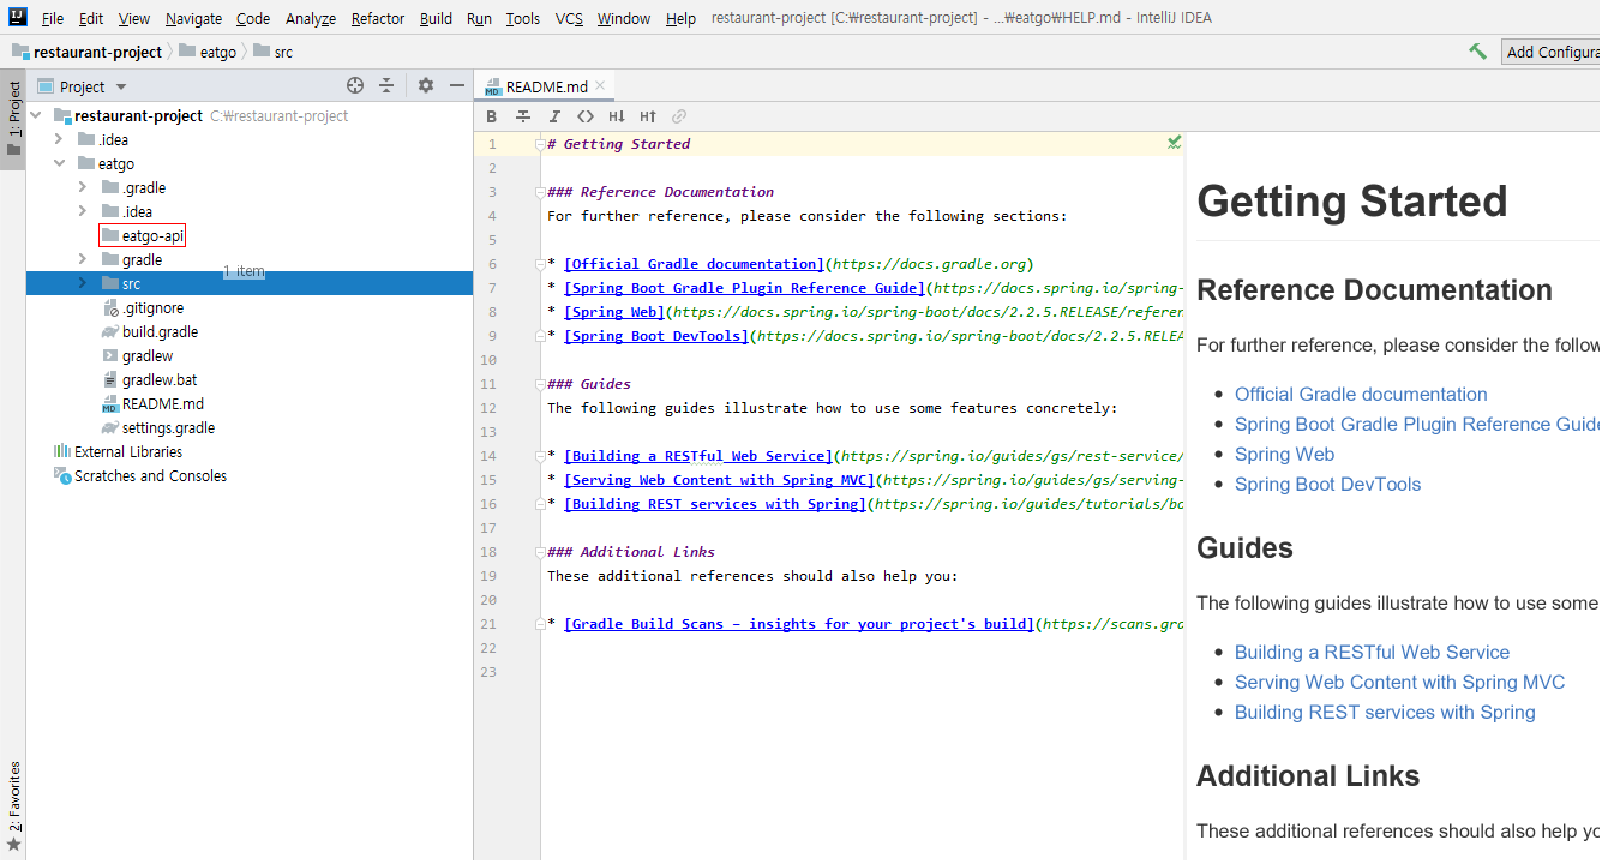 File Edit View Navigate Code Analyze Refactor Build Run Tools VCS Window Help restaurant-project [C:₩restaurant-project] - ...₩eatgo₩HELP.md - IntelliJ IDEA
restaurant-project eatgo src Add Configura
1: Project
Project
README.md
restaurant-project C:₩restaurant-project
.idea
eatgo
.gradle
.idea
eatgo-api
gradle
1 item
src
.gitignore
build.gradle
gradlew
gradlew.bat
README.md
settings.gradle
External Libraries
Scratches and Consoles
2: Favorites
B I <> H↓ H↑
1 # Getting Started
2
3 ### Reference Documentation
4 For further reference, please consider the following sections:
5
6 * [Official Gradle documentation](https://docs.gradle.org)
7 * [Spring Boot Gradle Plugin Reference Guide](https://docs.spring.io/spring-
8 * [Spring Web](https://docs.spring.io/spring-boot/docs/2.2.5.RELEASE/referen
9 * [Spring Boot DevTools](https://docs.spring.io/spring-boot/docs/2.2.5.RELEA
10
11 ### Guides
12 The following guides illustrate how to use some features concretely:
13
14 * [Building a RESTful Web Service](https://spring.io/guides/gs/rest-service/
15 * [Serving Web Content with Spring MVC](https://spring.io/guides/gs/serving-
16 * [Building REST services with Spring](https://spring.io/guides/tutorials/bo
17
18 ### Additional Links
19 These additional references should also help you:
20
21 * [Gradle Build Scans – insights for your project's build](https://scans.gra
22
23
Getting Started
Reference Documentation
For further reference, please consider the follow
• Official Gradle documentation
• Spring Boot Gradle Plugin Reference Guide
• Spring Web
• Spring Boot DevTools
Guides
The following guides illustrate how to use some
• Building a RESTful Web Service
• Serving Web Content with Spring MVC
• Building REST services with Spring
Additional Links
These additional references should also help yo